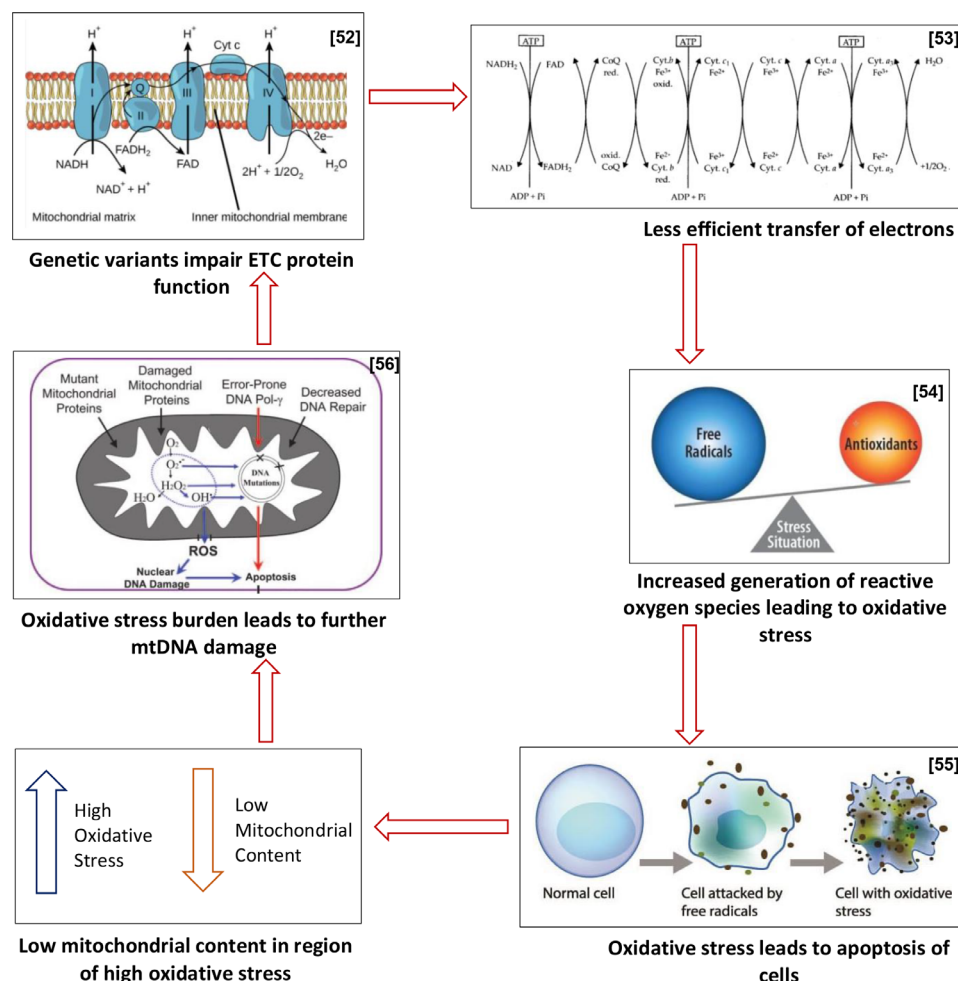 [52]
H+ H+ Cyt c H+
I Q III IV
II
FADH2
NADH FAD 2e–
NAD+ + H+ 2H+ + 1/2O2 H2O
Mitochondrial matrix Inner mitochondrial membrane
Genetic variants impair ETC protein
function
[53]
ATP ATP ATP
NADH2 FAD CoQ red. Cyt.b Fe3+ oxid. Cyt. c1 Fe2+ Cyt. c Fe3+ Cyt. a Fe2+ Cyt. a3 Fe3+ H2O
NAD FADH2 oxid. CoQ Fe2+ Cyt. b red. Fe3+ Cyt. c1 Fe2+ Cyt. c Fe3+ Cyt. a Fe2+ Cyt. a3 +1/2O2
ADP + Pi ADP + Pi ADP + Pi
Less efficient transfer of electrons
[54]
Free
Radicals
Antioxidants
Stress
Situation
Increased generation of reactive
oxygen species leading to oxidative
stress
[55]
Normal cell
Cell attacked by
free radicals
Cell with oxidative
stress
Oxidative stress leads to apoptosis of
cells
High
Oxidative
Stress
Low
Mitochondrial
Content
Low mitochondrial content in region
of high oxidative stress
[56]
Mutant
Mitochondrial
Proteins
Damaged
Mitochondrial
Proteins
Error-Prone
DNA Pol-γ
Decreased
DNA Repair
O2
O2•-
H2O2
H2O OH•
DNA
Mutations
ROS
Nuclear
DNA Damage
Apoptosis
Oxidative stress burden leads to further
mtDNA damage